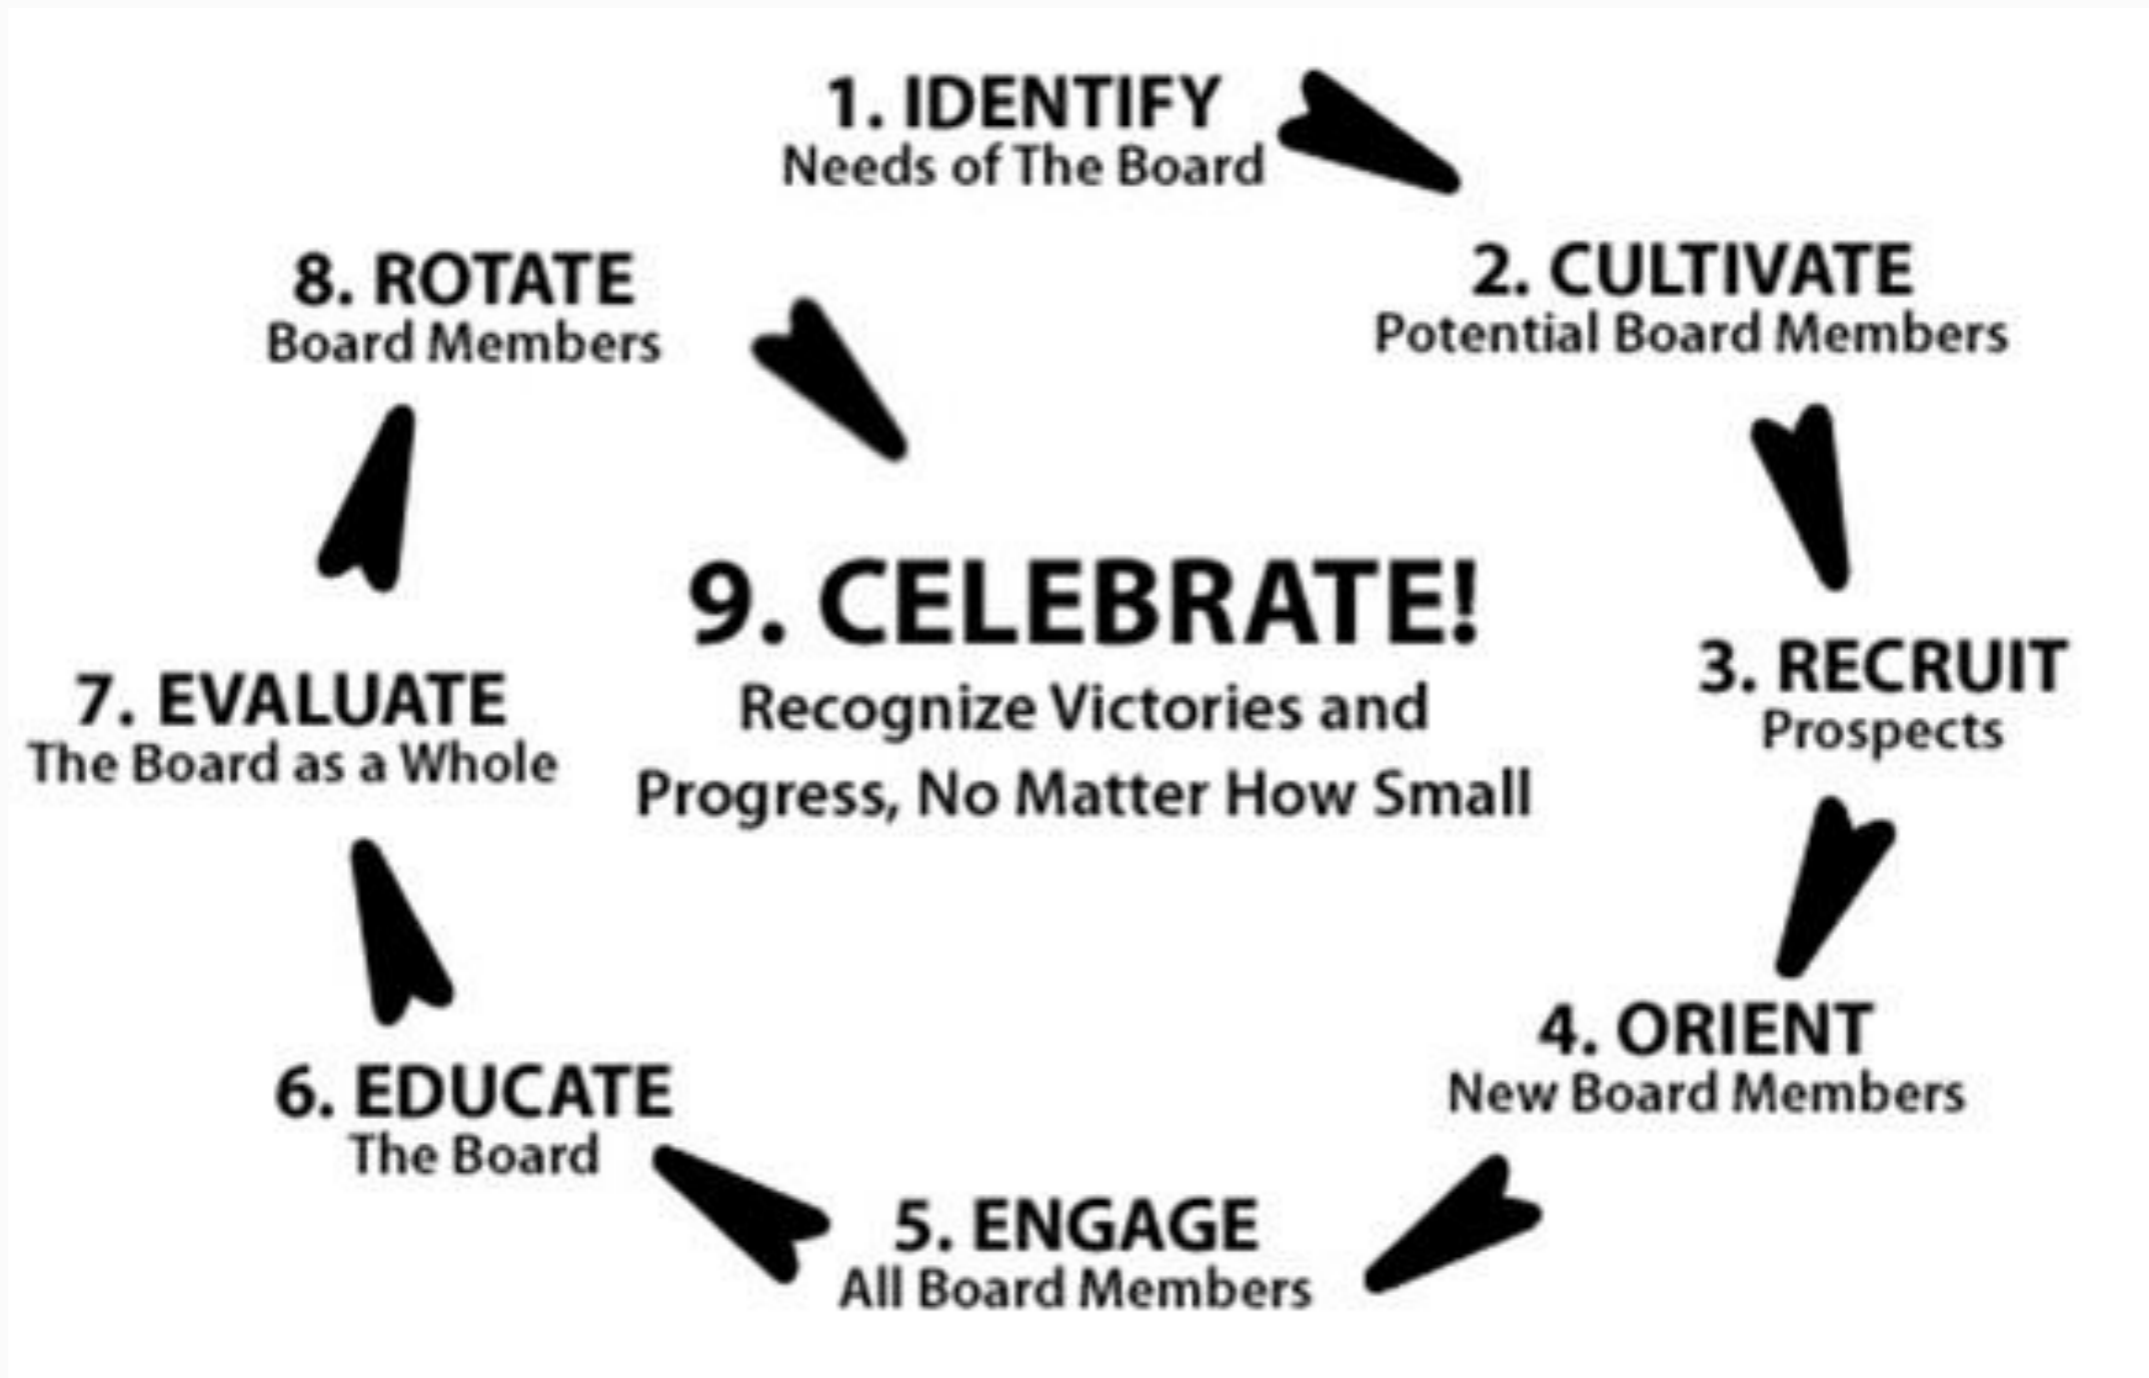 1. IDENTIFY
Needs of The Board
2. CULTIVATE
Potential Board Members
3. RECRUIT
Prospects
4. ORIENT
New Board Members
5. ENGAGE
All Board Members
6. EDUCATE
The Board
7. EVALUATE
The Board as a Whole
8. ROTATE
Board Members
9. CELEBRATE!
Recognize Victories and
Progress, No Matter How Small